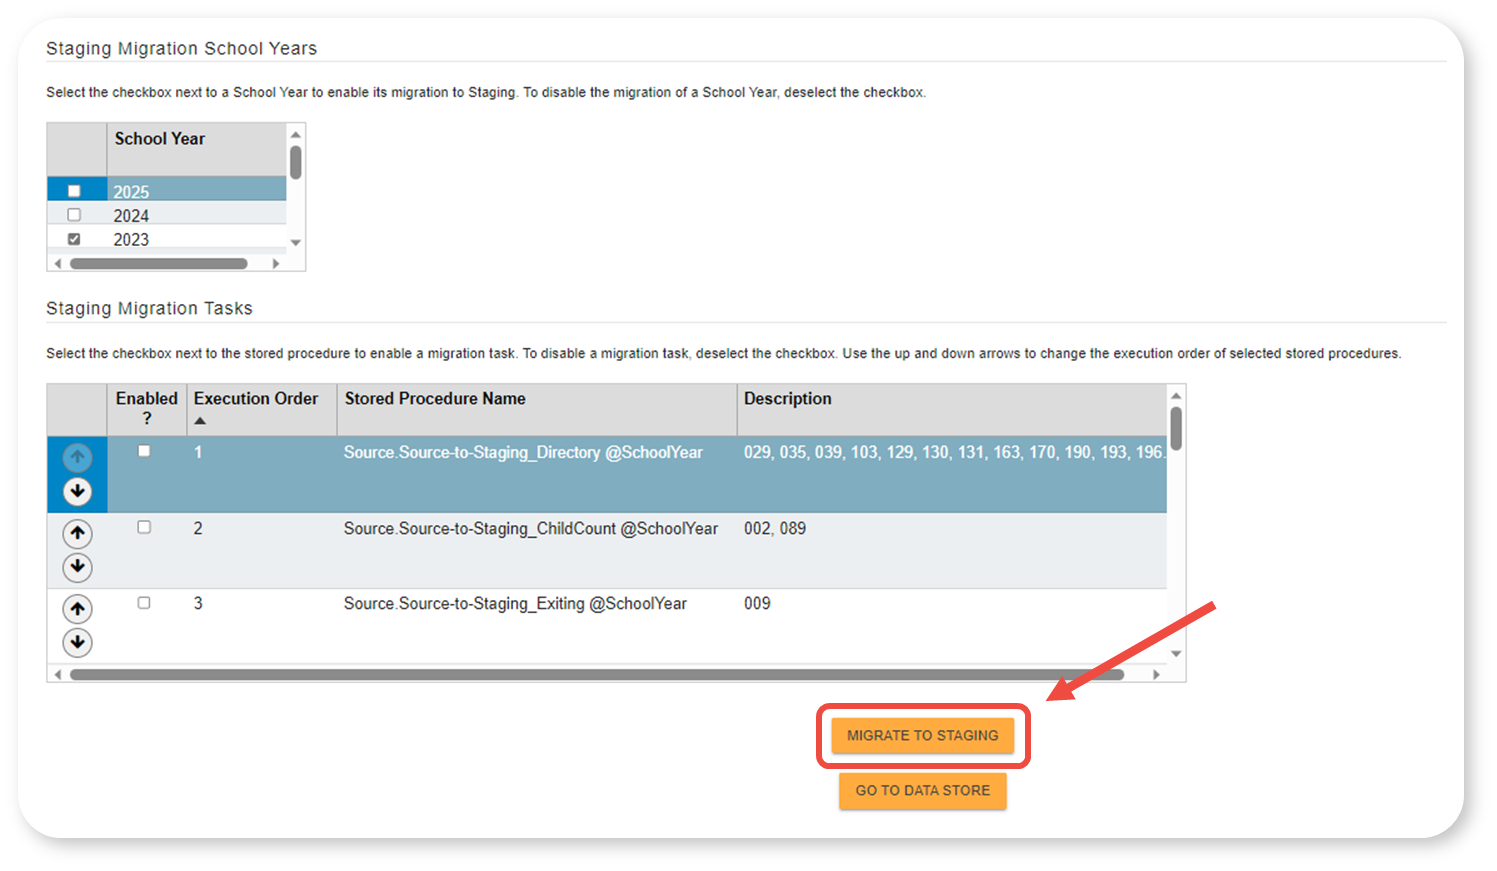 Staging Migration School Years
Select the checkbox next to a School Year to enable its migration to Staging. To disable the migration of a School Year, deselect the checkbox.
School Year
2025
2024
2023
Staging Migration Tasks
Select the checkbox next to the stored procedure to enable a migration task. To disable a migration task, deselect the checkbox. Use the up and down arrows to change the execution order of selected stored procedures.
Enabled ? Execution Order Stored Procedure Name Description
1 Source.Source-to-Staging_Directory @SchoolYear 029, 035, 039, 103, 129, 130, 131, 163, 170, 190, 193, 196.
2 Source.Source-to-Staging_ChildCount @SchoolYear 002, 089
3 Source.Source-to-Staging_Exiting @SchoolYear 009
MIGRATE TO STAGING
GO TO DATA STORE